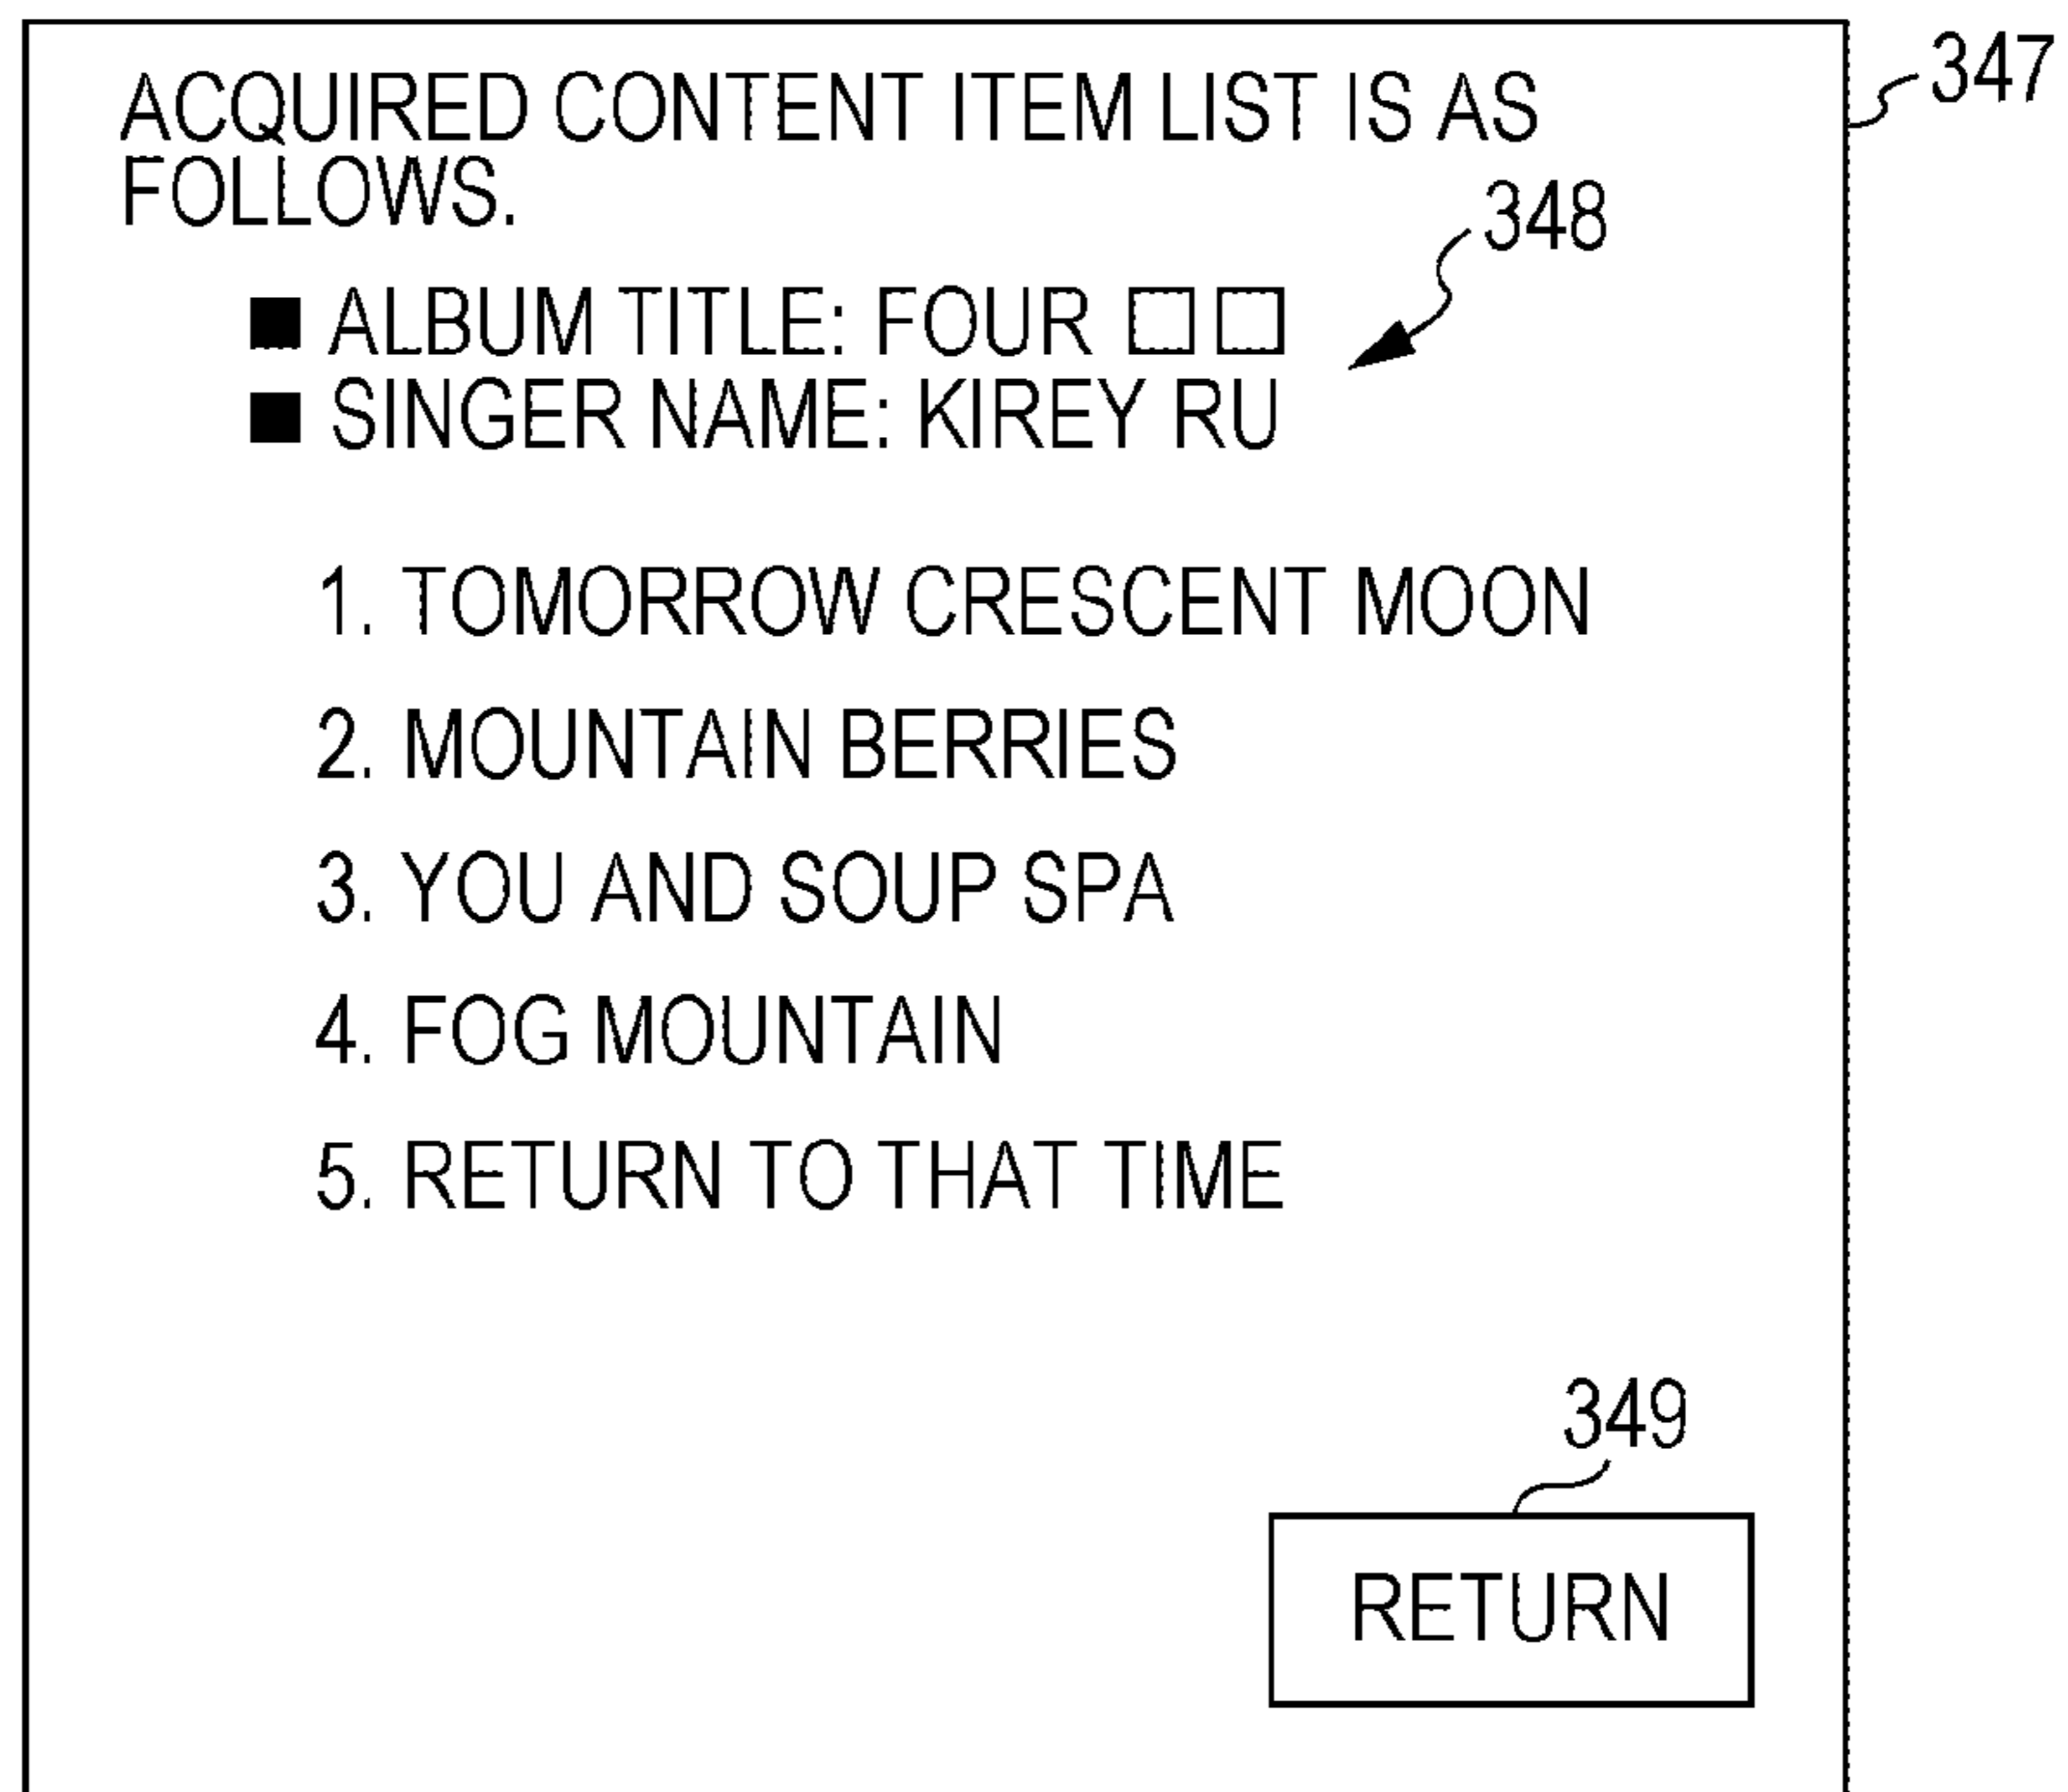 ACQUIRED CONTENT ITEM LIST IS AS
FOLLOWS.
347
348
■ ALBUM TITLE: FOUR □□
■ SINGER NAME: KIREY RU
1. TOMORROW CRESCENT MOON
2. MOUNTAIN BERRIES
3. YOU AND SOUP SPA
4. FOG MOUNTAIN
5. RETURN TO THAT TIME
349
RETURN